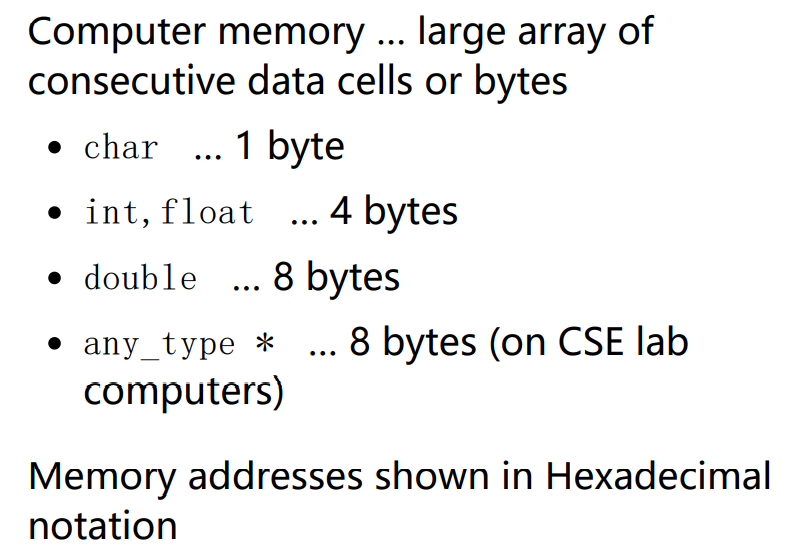 Computer memory ... large array of
consecutive data cells or bytes
• char ... 1 byte
• int,float ... 4 bytes
• double ... 8 bytes
• any_type * ... 8 bytes (on CSE lab
computers)
Memory addresses shown in Hexadecimal
notation